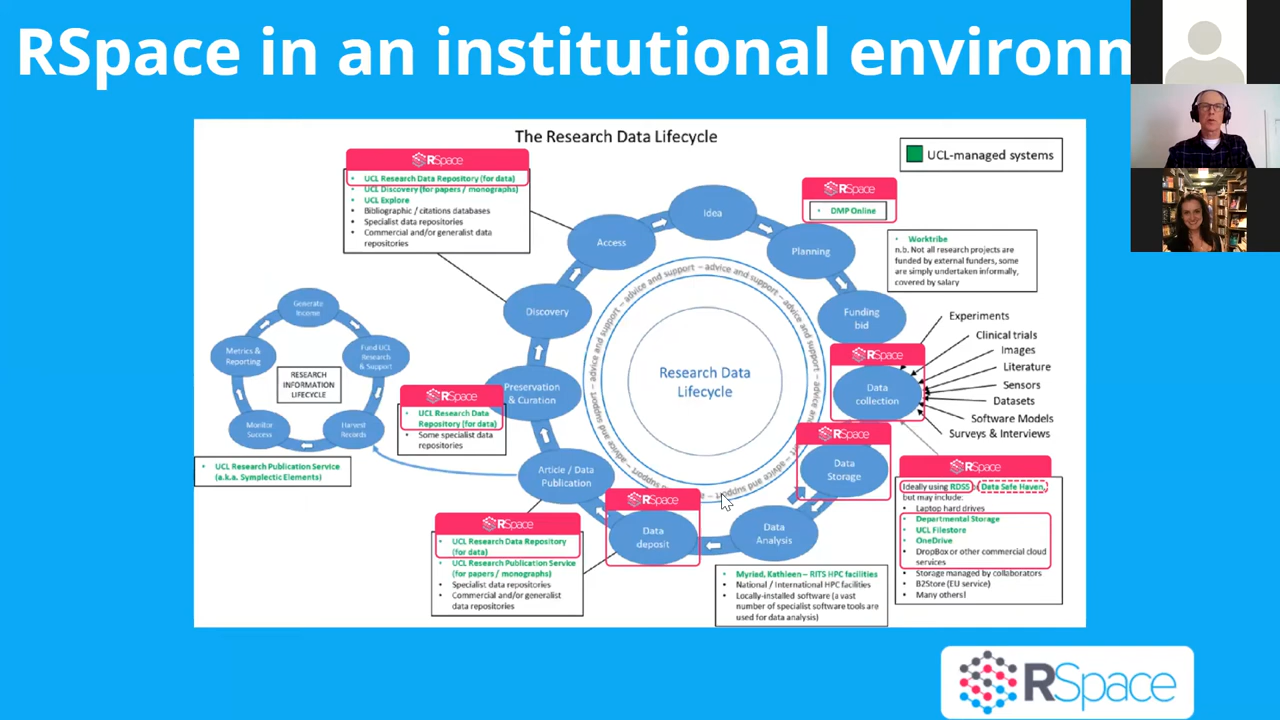 RSpace in an institutional environm
The Research Data Lifecycle
UCL-managed systems
RSpace
• UCL Research Data Repository (for data)
• UCL Discovery (for papers / monographs)
• UCL Explore
• Bibliographic / citations databases
• Specialist data repositories
• Commercial and/or generalist data
repositories
RSpace
• DMP Online
• Worktribe
n.b. Not all research projects are
funded by external funders, some
are simply undertaken informally,
covered by salary
Idea
Planning
Funding
bid
RSpace
Data
collection
Experiments
Clinical trials
Images
Literature
Sensors
Datasets
Software Models
Surveys & Interviews
RSpace
Data
Storage
RSpace
Ideally using RDSS or Data Safe Haven,
but may include:
• Laptop hard drives
• Departmental Storage
• UCL Filestore
• OneDrive
• DropBox or other commercial cloud
services
• Storage managed by collaborators
• B2Store (EU service)
• Many others!
Data
Analysis
• Myriad, Kathleen – RITS HPC facilities
• National / International HPC facilities
• Locally-installed software (a vast
number of specialist software tools are
used for data analysis)
RSpace
Data
deposit
Article / Data
Publication
RSpace
• UCL Research Data Repository
(for data)
• UCL Research Publication Service
(for papers / monographs)
• Specialist data repositories
• Commercial and/or generalist
data repositories
Preservation
& Curation
RSpace
• UCL Research Data
Repository (for data)
• Some specialist data
repositories
Discovery
Access
advice and support – advice and support – advice and support – advice and support – advice and support
Research Data
Lifecycle
Generate
Income
Fund UCL
Research
& Support
Harvest
Records
Monitor
Success
Metrics &
Reporting
RESEARCH
INFORMATION
LIFECYCLE
• UCL Research Publication Service
(a.k.a. Symplectic Elements)
RSpace